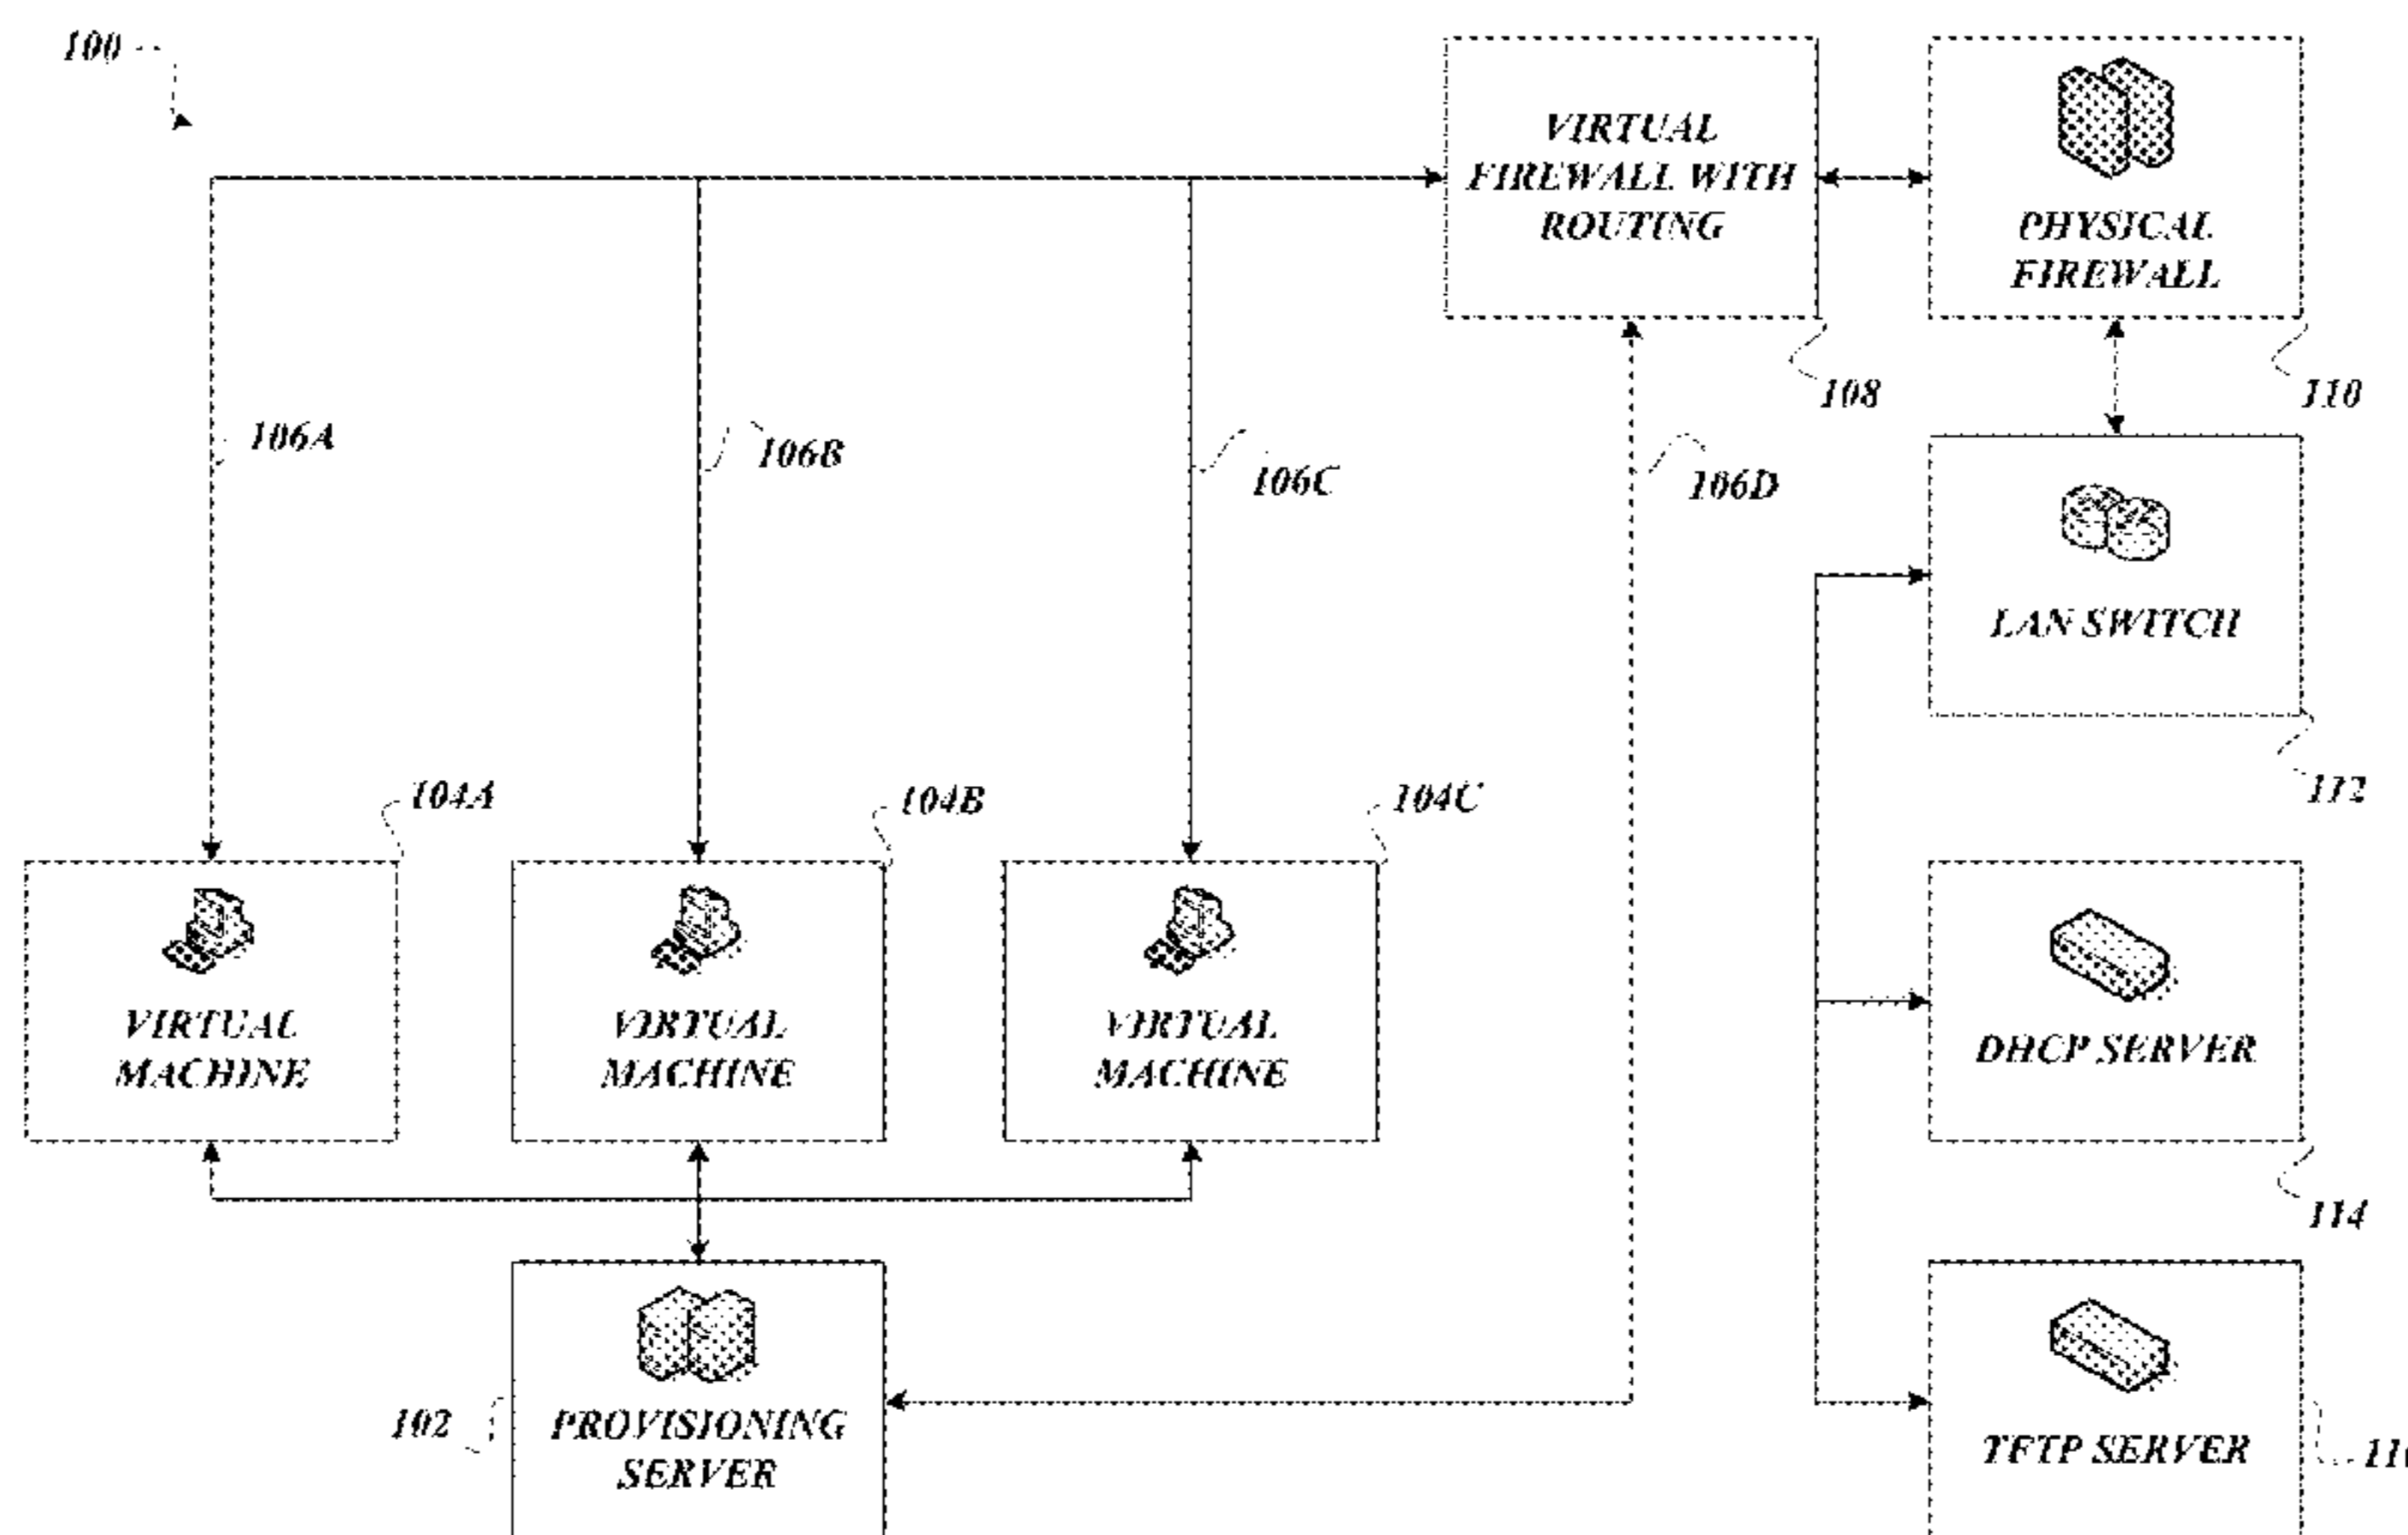 100
VIRTUAL
FIREWALL WITH
ROUTING
PHYSICAL
FIREWALL
108
110
106A
106B
106C
106D
LAN SWITCH
112
104A
104B
104C
VIRTUAL
MACHINE
VIRTUAL
MACHINE
VIRTUAL
MACHINE
DHCP SERVER
114
102
PROVISIONING
SERVER
TFTP SERVER